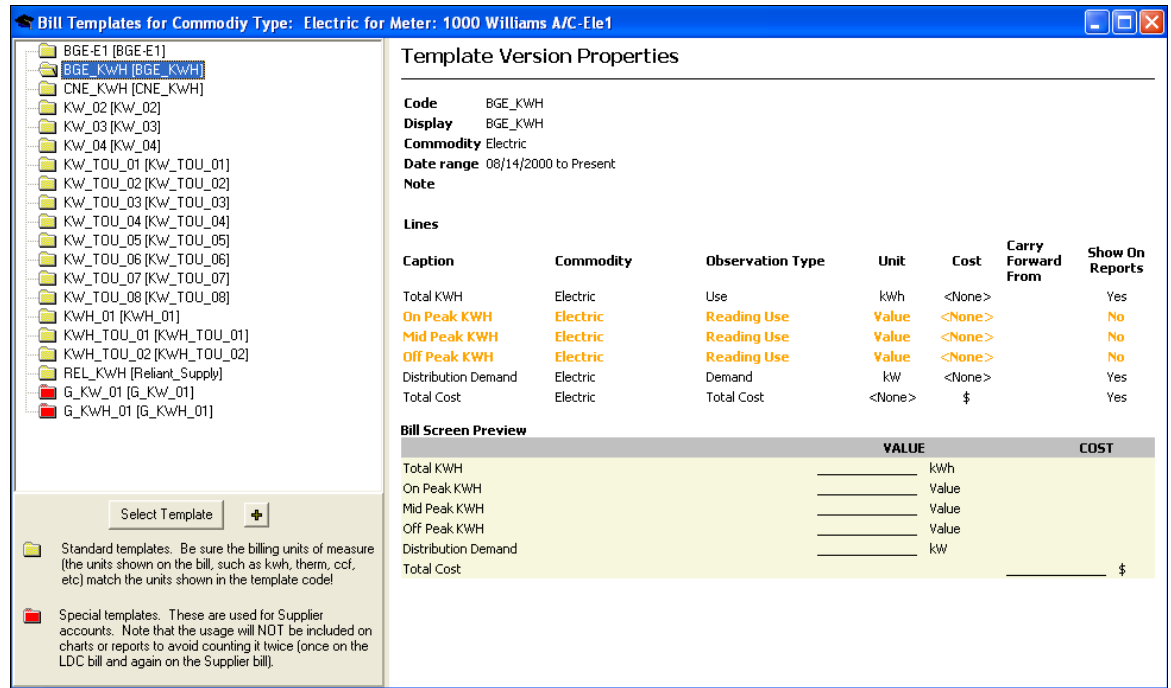 Bill Templates for Commodiy Type: Electric for Meter: 1000 Williams A/C-Ele1
BGE-E1 [BGE-E1]
BGE_KWH [BGE_KWH]
CNE_KWH [CNE_KWH]
KW_02 [KW_02]
KW_03 [KW_03]
KW_04 [KW_04]
KW_TOU_01 [KW_TOU_01]
KW_TOU_02 [KW_TOU_02]
KW_TOU_03 [KW_TOU_03]
KW_TOU_04 [KW_TOU_04]
KW_TOU_05 [KW_TOU_05]
KW_TOU_06 [KW_TOU_06]
KW_TOU_07 [KW_TOU_07]
KW_TOU_08 [KW_TOU_08]
KWH_01 [KWH_01]
KWH_TOU_01 [KWH_TOU_01]
KWH_TOU_02 [KWH_TOU_02]
REL_KWH [Reliant_Supply]
G_KW_01 [G_KW_01]
G_KWH_01 [G_KWH_01]
Select Template
Standard templates. Be sure the billing units of measure
(the units shown on the bill, such as kwh, therm, ccf,
etc) match the units shown in the template code!
Special templates. These are used for Supplier
accounts. Note that the usage will NOT be included on
charts or reports to avoid counting it twice (once on the
LDC bill and again on the Supplier bill).
Template Version Properties
Code BGE_KWH
Display BGE_KWH
Commodity Electric
Date range 08/14/2000 to Present
Note
Lines
Caption Commodity Observation Type Unit Cost Carry Forward From Show On Reports
Total KWH Electric Use kWh <None> Yes
On Peak KWH Electric Reading Use Value <None> No
Mid Peak KWH Electric Reading Use Value <None> No
Off Peak KWH Electric Reading Use Value <None> No
Distribution Demand Electric Demand kW <None> Yes
Total Cost Electric Total Cost <None> $ Yes
Bill Screen Preview
VALUE COST
Total KWH kWh
On Peak KWH Value
Mid Peak KWH Value
Off Peak KWH Value
Distribution Demand kW
Total Cost $